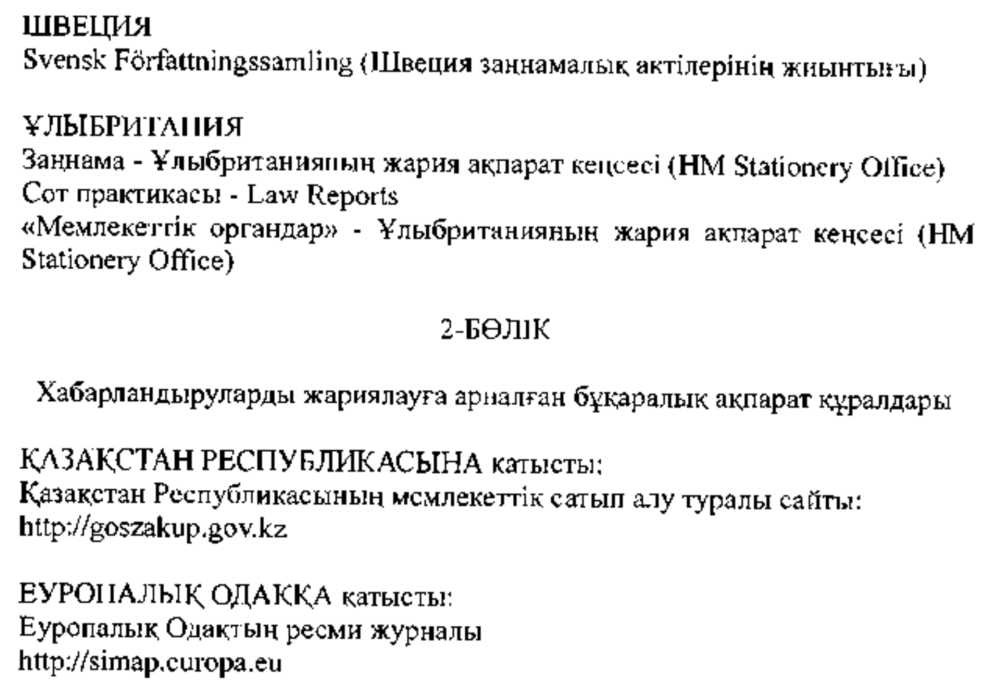 ШВЕЦИЯ
Svensk Författningssamling (Швеция заңнамалық актілерінің жиынтығы)
ҰЛЫБРИТАНИЯ
Заңнама - Ұлыбританияның жария ақпарат кеңсесі (HM Stationery Office)
Сот практикасы - Law Reports
«Мемлекеттік органдар» - Ұлыбританияның жария ақпарат кеңсесі (HM
Stationery Office)
2-БӨЛІК
Хабарландыруларды жариялауға арналған бұқаралық ақпарат құралдары
ҚАЗАҚСТАН РЕСПУБЛИКАСЫНА қатысты:
Қазақстан Республикасының мемлекеттік сатып алу туралы сайты:
http://goszakup.gov.kz
ЕУРОПАЛЫҚ ОДАҚҚА қатысты:
Еуропалық Одақтың ресми журналы
http://simap.europa.eu